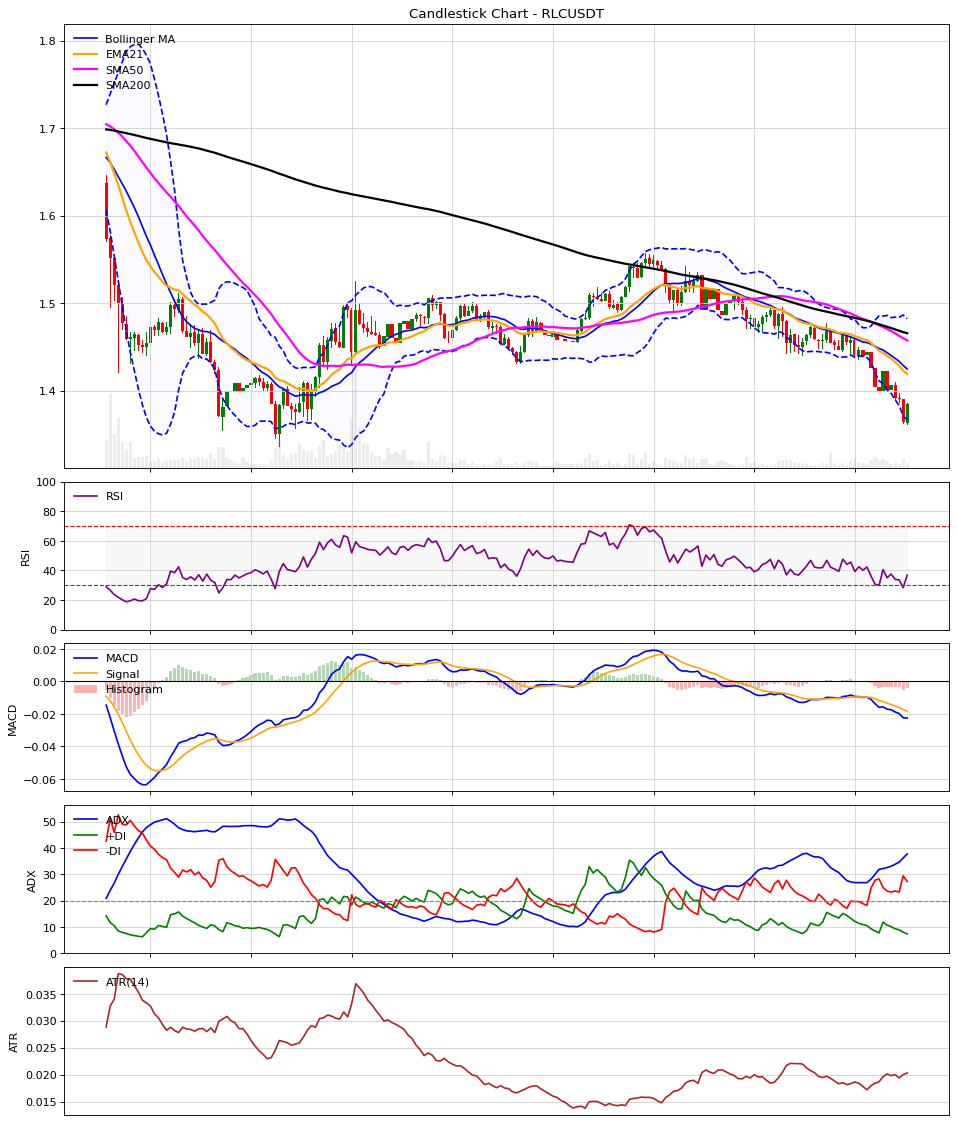 Candlestick Chart - RLCUSDT
Bollinger MA
EMA21
SMA50
SMA200
1.8
1.7
1.6
1.5
1.4
RSI
100
80
60
40
20
0
RSI
MACD
Signal
Histogram
0.02
0.00
−0.02
−0.04
−0.06
MACD
ADX
+DI
-DI
50
40
30
20
10
0
ADX
ATR(14)
0.035
0.030
0.025
0.020
0.015
ATR